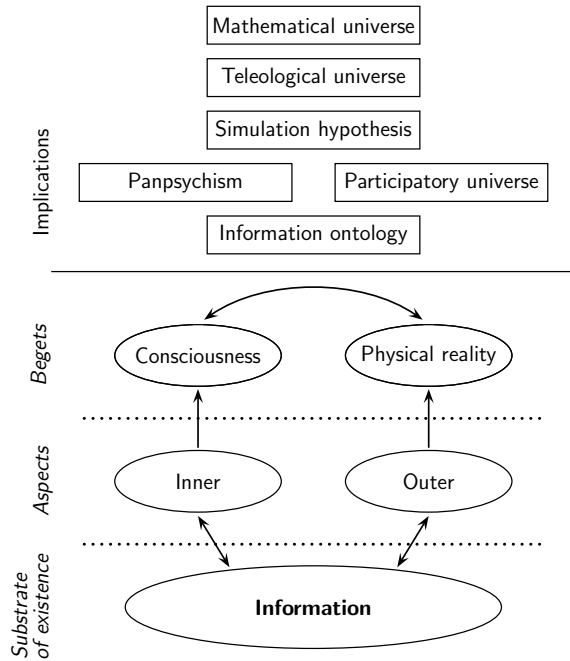 Mathematical universe
Teleological universe
Simulation hypothesis
Panpsychism
Participatory universe
Information ontology
Implications
Consciousness
Physical reality
Begets
Inner
Outer
Aspects
Information
Substrate
of existence